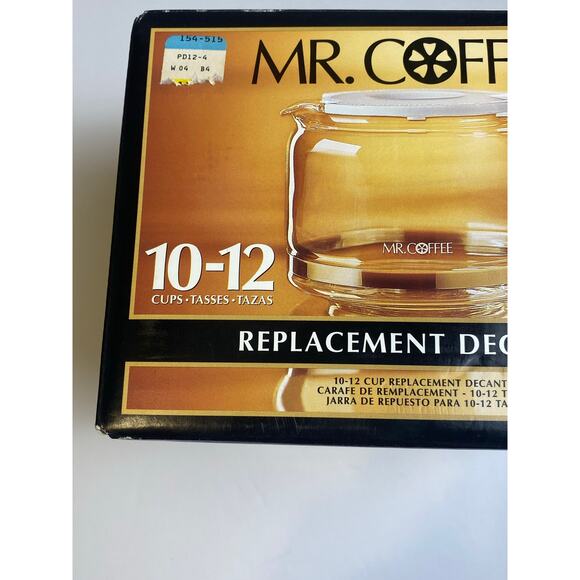 154-515
PD12-4
W 04 B4
MR. COFF
MR. COFFEE
10-12
CUPS • TASSES • TAZAS
REPLACEMENT DEC
10-12 CUP REPLACEMENT DECANT
CARAFE DE REMPLACEMENT - 10-12 T
JARRA DE REPUESTO PARA 10-12 TA